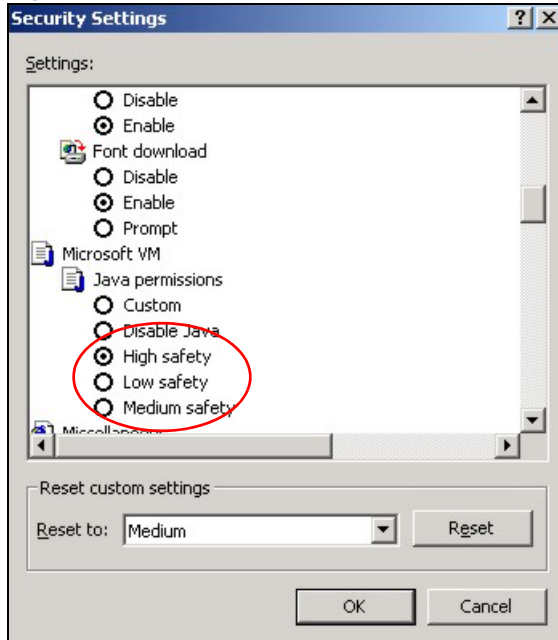 Security Settings
Settings:
Disable
Enable
Font download
Disable
Enable
Prompt
Microsoft VM
Java permissions
Custom
Disable Java
High safety
Low safety
Medium safety
Miscellaneous
Reset custom settings
Reset to: Medium Reset
OK Cancel